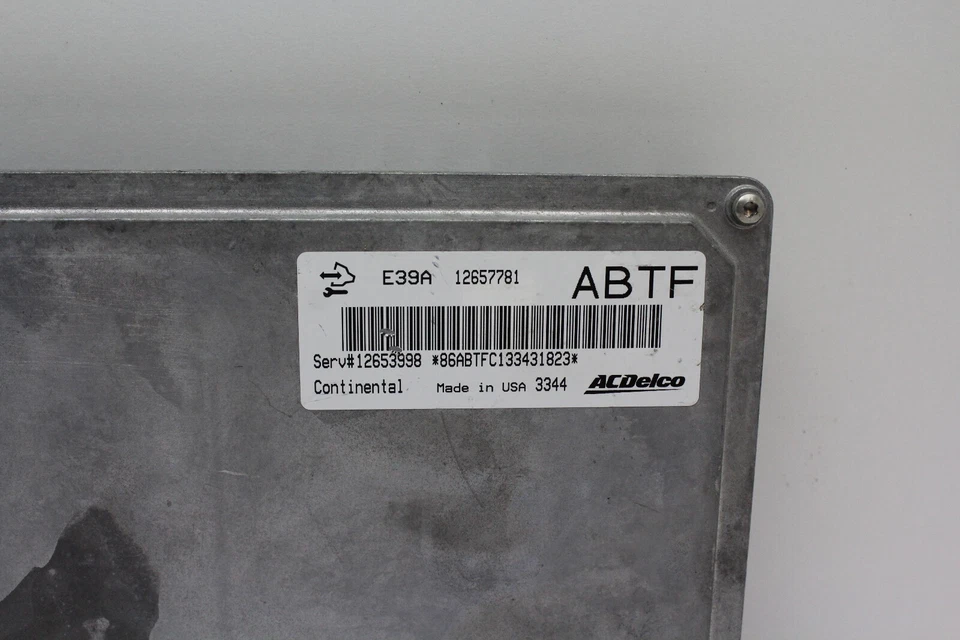 E39A 12657781 ABTF
Serv#12653998 *86ABTFC133431823*
Continental Made in USA 3344 ACDelco